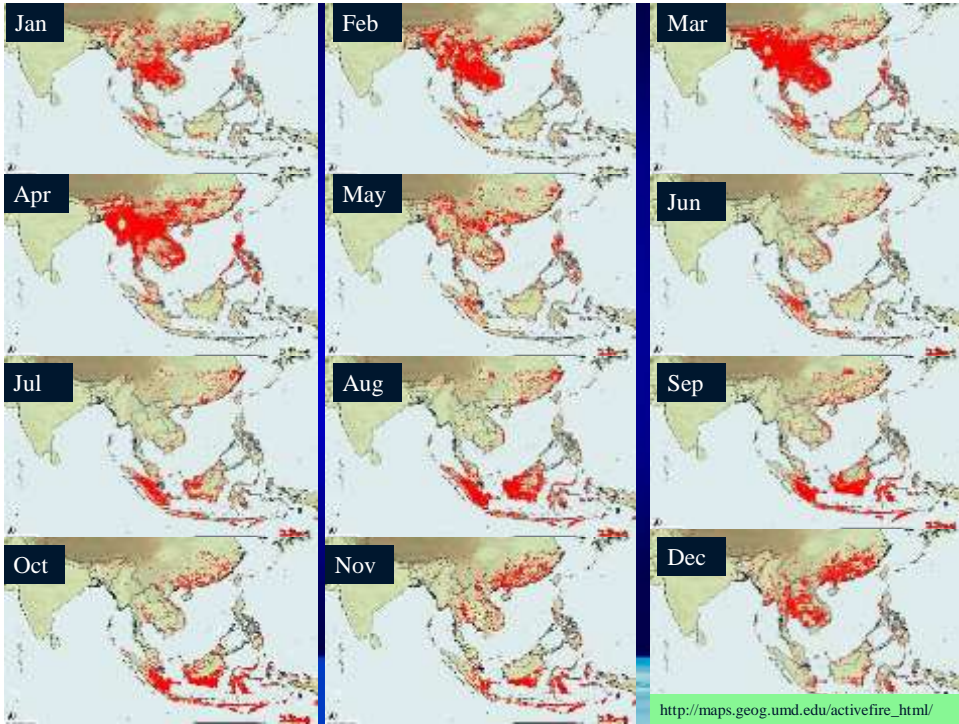 Jan
Feb
Mar
Apr
May
Jun
Jul
Aug
Sep
Oct
Nov
Dec
http://maps.geog.umd.edu/activefire_html/